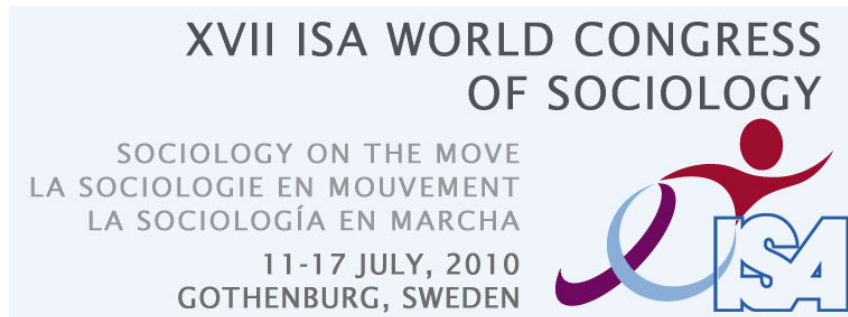 XVII ISA WORLD CONGRESS
OF SOCIOLOGY
SOCIOLOGY ON THE MOVE
LA SOCIOLOGIE EN MOUVEMENT
LA SOCIOLOGÍA EN MARCHA
11-17 JULY, 2010
GOTHENBURG, SWEDEN
ISA